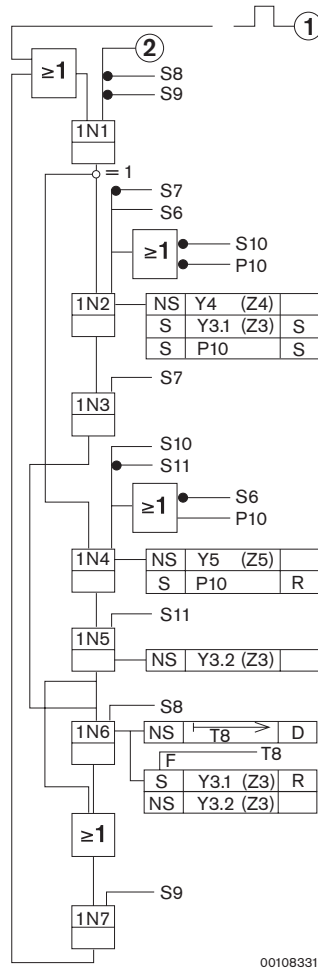 1
≥1
2
S8
S9
1N1
= 1
S7
S6
≥1
S10
P10
1N2
NS Y4 (Z4)
S Y3.1 (Z3) S
S P10 S
S7
1N3
S10
S11
≥1
S6
P10
1N4
NS Y5 (Z5)
S P10 R
S11
1N5
NS Y3.2 (Z3)
S8
1N6
NS T8 D
F T8
S Y3.1 (Z3) R
NS Y3.2 (Z3)
≥1
S9
1N7
00108331